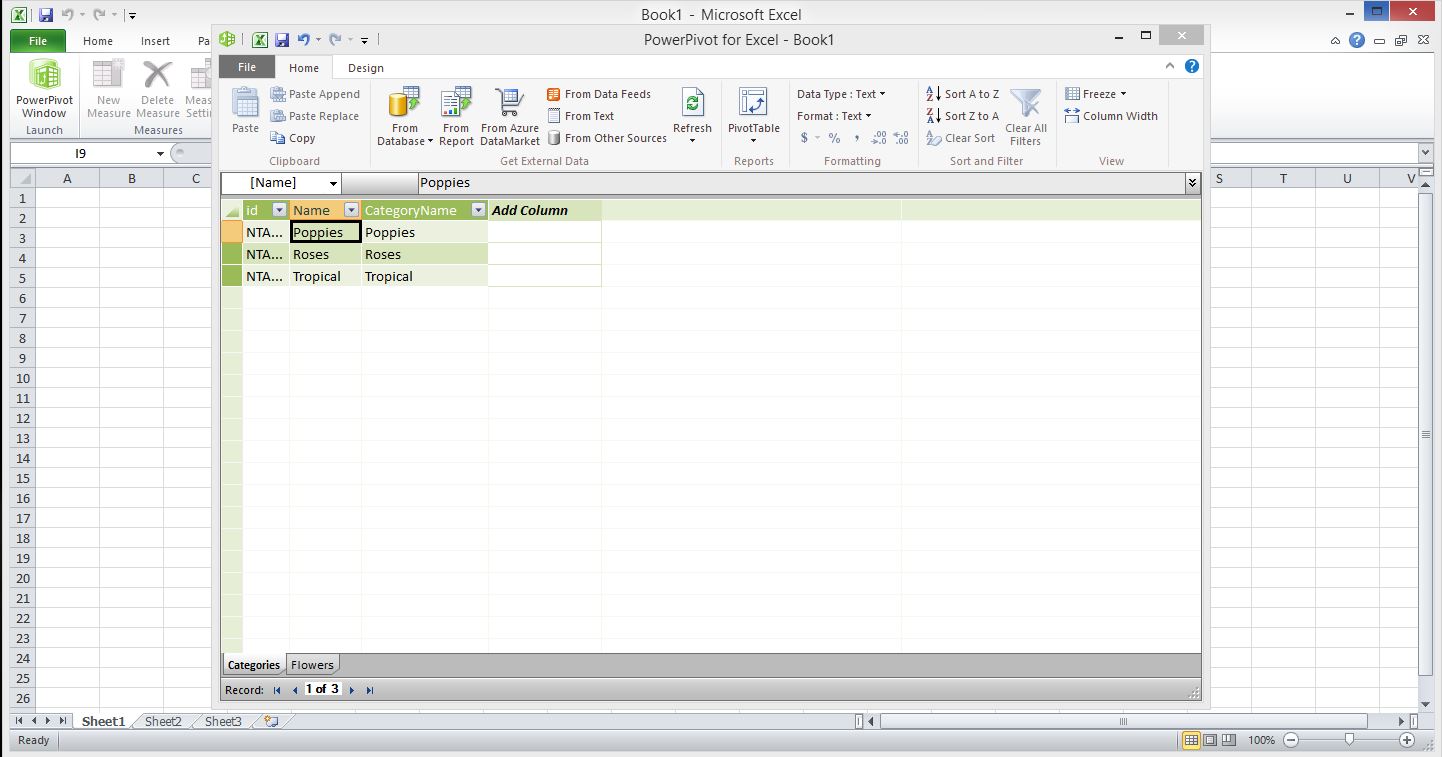 Book1 - Microsoft Excel
File Home Insert Pa
PowerPivot for Excel - Book1
File Home Design
PowerPivot
Window
Launch
New
Measure
Delete
Measure
Meas
Setti
Measures
Paste
Paste Append
Paste Replace
Copy
Clipboard
From
Database
From
Report
From Azure
DataMarket
From Data Feeds
From Text
From Other Sources
Get External Data
Refresh
PivotTable
Reports
Data Type : Text
Format : Text
$ % , .00 .00
Formatting
Sort A to Z
Sort Z to A
Clear Sort
Clear All
Filters
Sort and Filter
Freeze
Column Width
View
I9
[Name] Poppies
A B C S T U V
id Name CategoryName Add Column
NTA... Poppies Poppies
NTA... Roses Roses
NTA... Tropical Tropical
1
2
3
4
5
6
7
8
9
10
11
12
13
14
15
16
17
18
19
20
21
22
23
24
25
26
Categories Flowers
Record: 1 of 3
Sheet1 Sheet2 Sheet3
Ready 100%